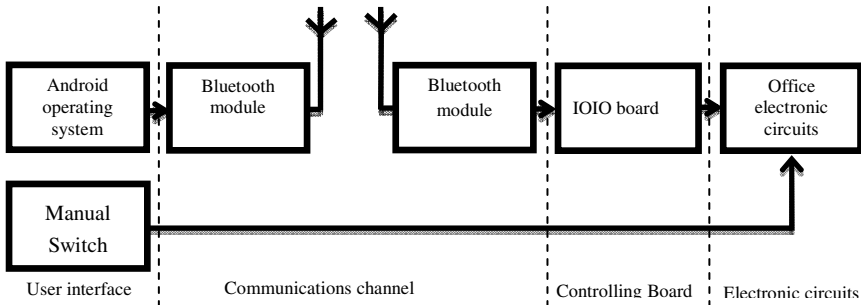 Android
operating
system
Bluetooth
module
Bluetooth
module
IOIO board
Office
electronic
circuits
Manual
Switch
User interface
Communications channel
Controlling Board
Electronic circuits